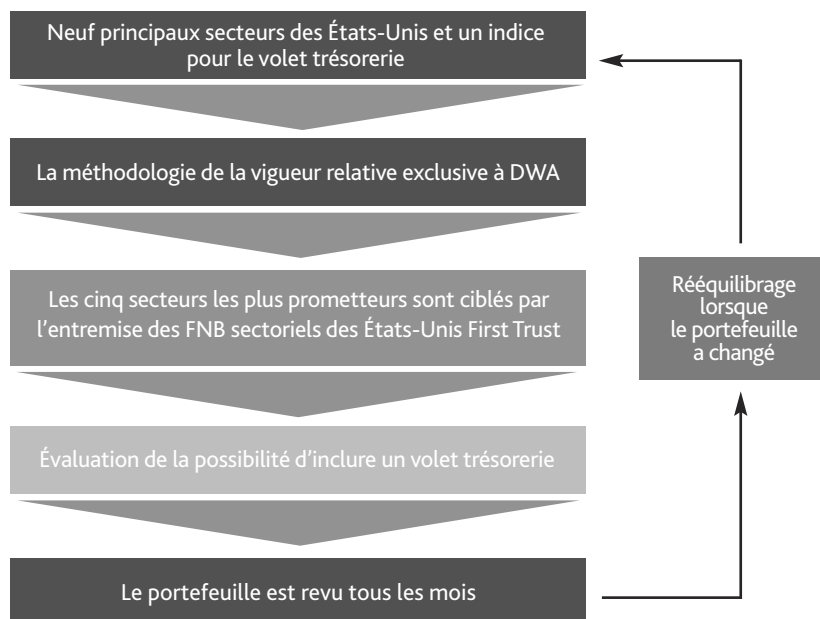 Neuf principaux secteurs des États-Unis et un indice
pour le volet trésorerie
La méthodologie de la vigueur relative exclusive à DWA
Les cinq secteurs les plus prometteurs sont ciblés par
l’entremise des FNB sectoriels des États-Unis First Trust
Évaluation de la possibilité d’inclure un volet trésorerie
Le portefeuille est revu tous les mois
Rééquilibrage
lorsque
le portefeuille
a changé